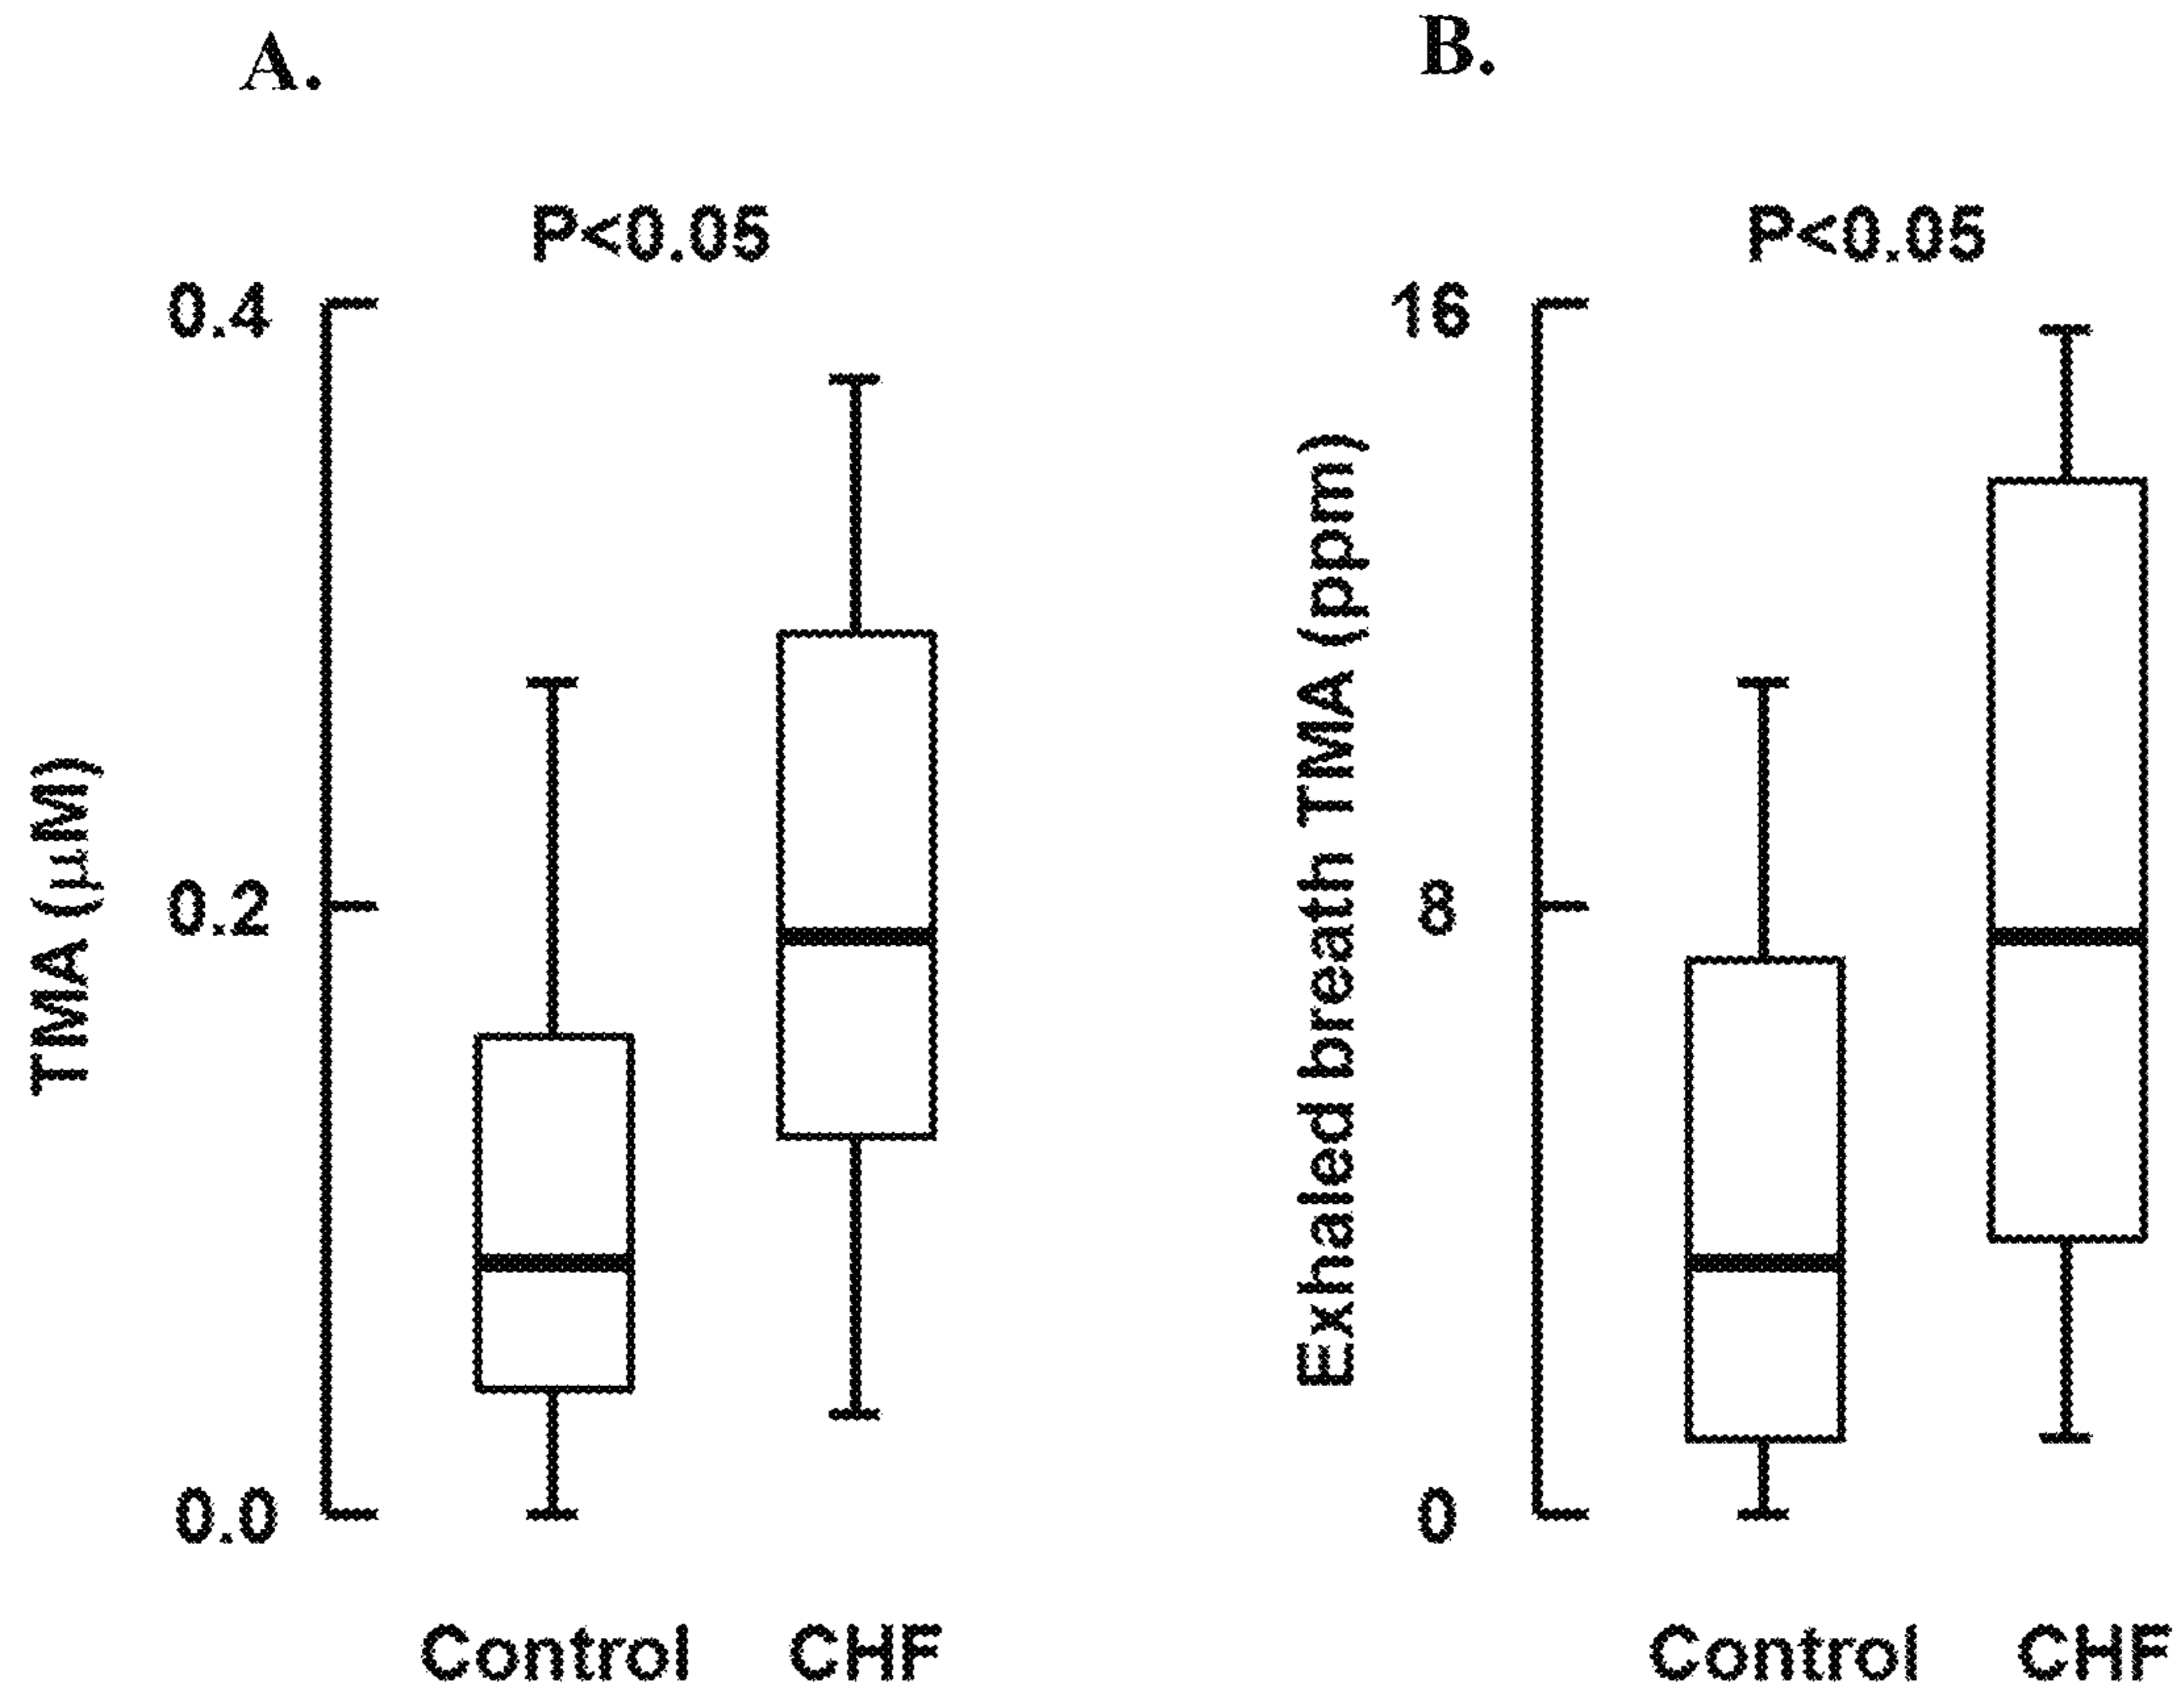 A.
P<0.05
0.4
0.2
0.0
TMA (μM)
Control
CHF
B.
P<0.05
16
8
0
Exhaled breath TMA (ppm)
Control
CHF